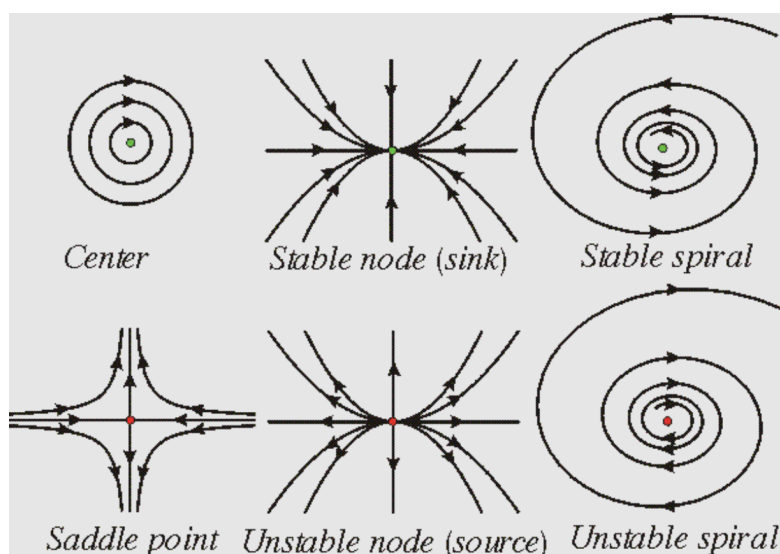 Center
Stable node (sink)
Stable spiral
Saddle point
Unstable node (source)
Unstable spiral